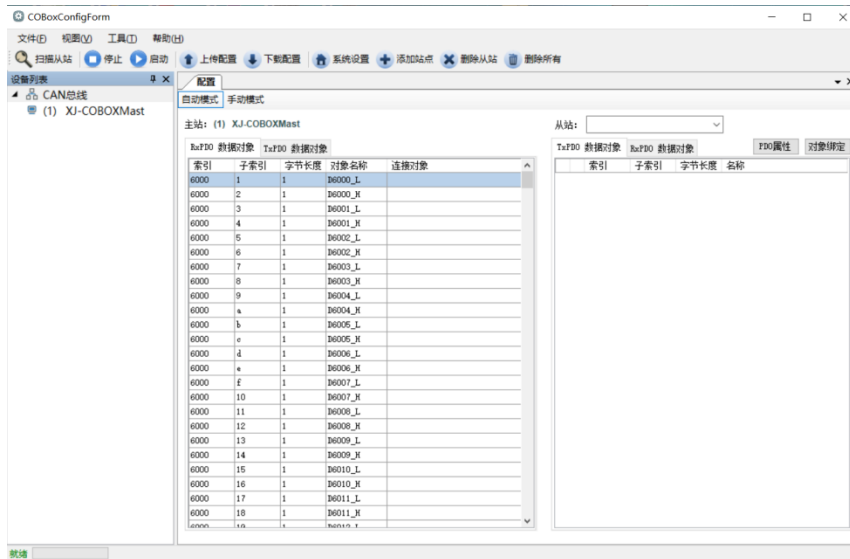 COBoxConfigForm
文件(F) 视图(V) 工具(T) 帮助(H)
扫描从站 停止 启动 上传配置 下载配置 系统设置 添加站点 删除从站 删除所有
设备列表
CAN总线
(1) XJ-COBOXMast
配置
自动模式 手动模式
主站: (1) XJ-COBOXMast
RxPDO 数据对象 TxPDO 数据对象
索引 子索引 字节长度 对象名称 连接对象
6000 1 1 D6000_L
6000 2 1 D6000_H
6000 3 1 D6001_L
6000 4 1 D6001_H
6000 5 1 D6002_L
6000 6 1 D6002_H
6000 7 1 D6003_L
6000 8 1 D6003_H
6000 9 1 D6004_L
6000 a 1 D6004_H
6000 b 1 D6005_L
6000 c 1 D6005_H
6000 d 1 D6006_L
6000 e 1 D6006_H
6000 f 1 D6007_L
6000 10 1 D6007_H
6000 11 1 D6008_L
6000 12 1 D6008_H
6000 13 1 D6009_L
6000 14 1 D6009_H
6000 15 1 D6010_L
6000 16 1 D6010_H
6000 17 1 D6011_L
6000 18 1 D6011_H
6000 19 1 D6012_L
从站:
TxPDO 数据对象 RxPDO 数据对象 PDO属性 对象绑定
索引 子索引 字节长度 名称
就绪